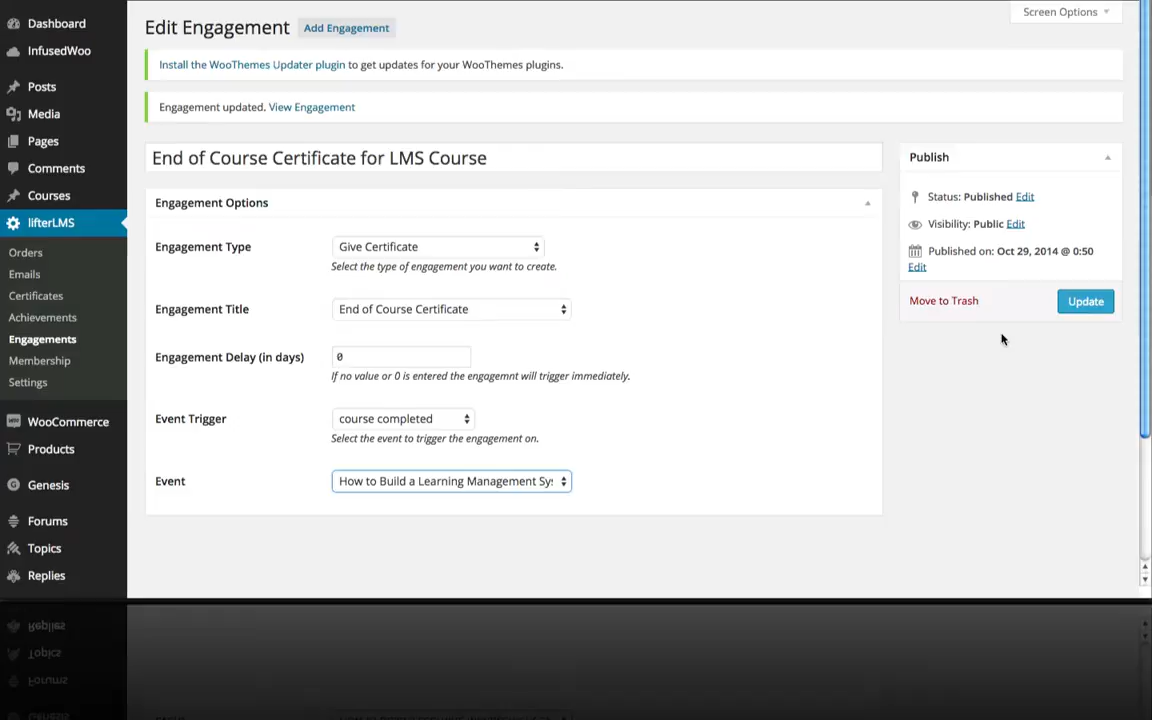 Dashboard
InfusedWoo
Posts
Media
Pages
Comments
Courses
lifterLMS
Orders
Emails
Certificates
Achievements
Engagements
Membership
Settings
WooCommerce
Products
Genesis
Forums
Topics
Replies
Screen Options
Edit Engagement Add Engagement
Install the WooThemes Updater plugin to get updates for your WooThemes plugins.
Engagement updated. View Engagement
End of Course Certificate for LMS Course
Engagement Options
Engagement Type Give Certificate
Select the type of engagement you want to create.
Engagement Title End of Course Certificate
Engagement Delay (in days) 0
If no value or 0 is entered the engagemnt will trigger immediately.
Event Trigger course completed
Select the event to trigger the engagement on.
Event How to Build a Learning Management Sy
Publish
Status: Published Edit
Visibility: Public Edit
Published on: Oct 29, 2014 @ 0:50
Edit
Move to Trash Update
Replies
Topics
Forums